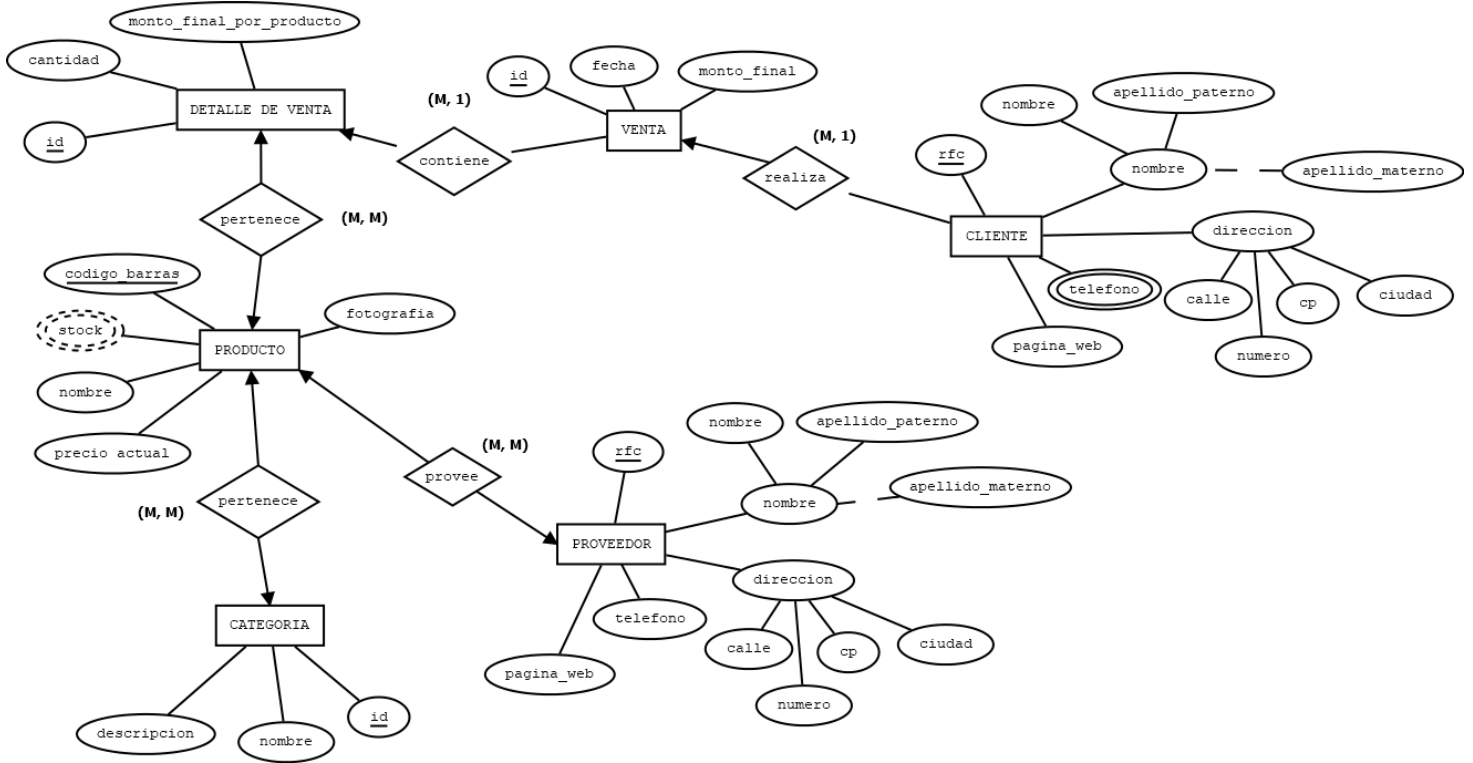 monto_final_por_producto
cantidad
DETALLE DE VENTA
id
(M, 1)
contiene
id
fecha
monto_final
VENTA
(M, 1)
realiza
nombre
apellido_paterno
rfc
nombre
apellido_materno
CLIENTE
direccion
telefono
calle
cp
ciudad
pagina_web
numero
pertenece
(M, M)
codigo_barras
stock
fotografia
PRODUCTO
nombre
precio actual
pertenece
(M, M)
provee
(M, M)
rfc
nombre
apellido_paterno
nombre
apellido_materno
PROVEEDOR
direccion
telefono
calle
cp
ciudad
pagina_web
numero
CATEGORIA
descripcion
nombre
id